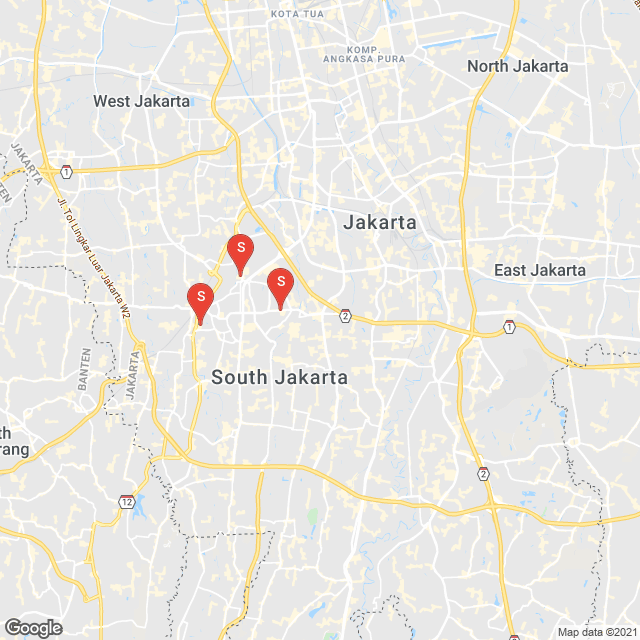 KOTA TUA
KOMP.
ANGKASA PURA
North Jakarta
West Jakarta
JAKARTA
BANTEN
1
Jl. Tol Lingkar Luar Jakarta W2
Jakarta
S
East Jakarta
S
S
2
1
BANTEN
JAKARTA
South Jakarta
th
rang
2
12
Google
Map data ©2021